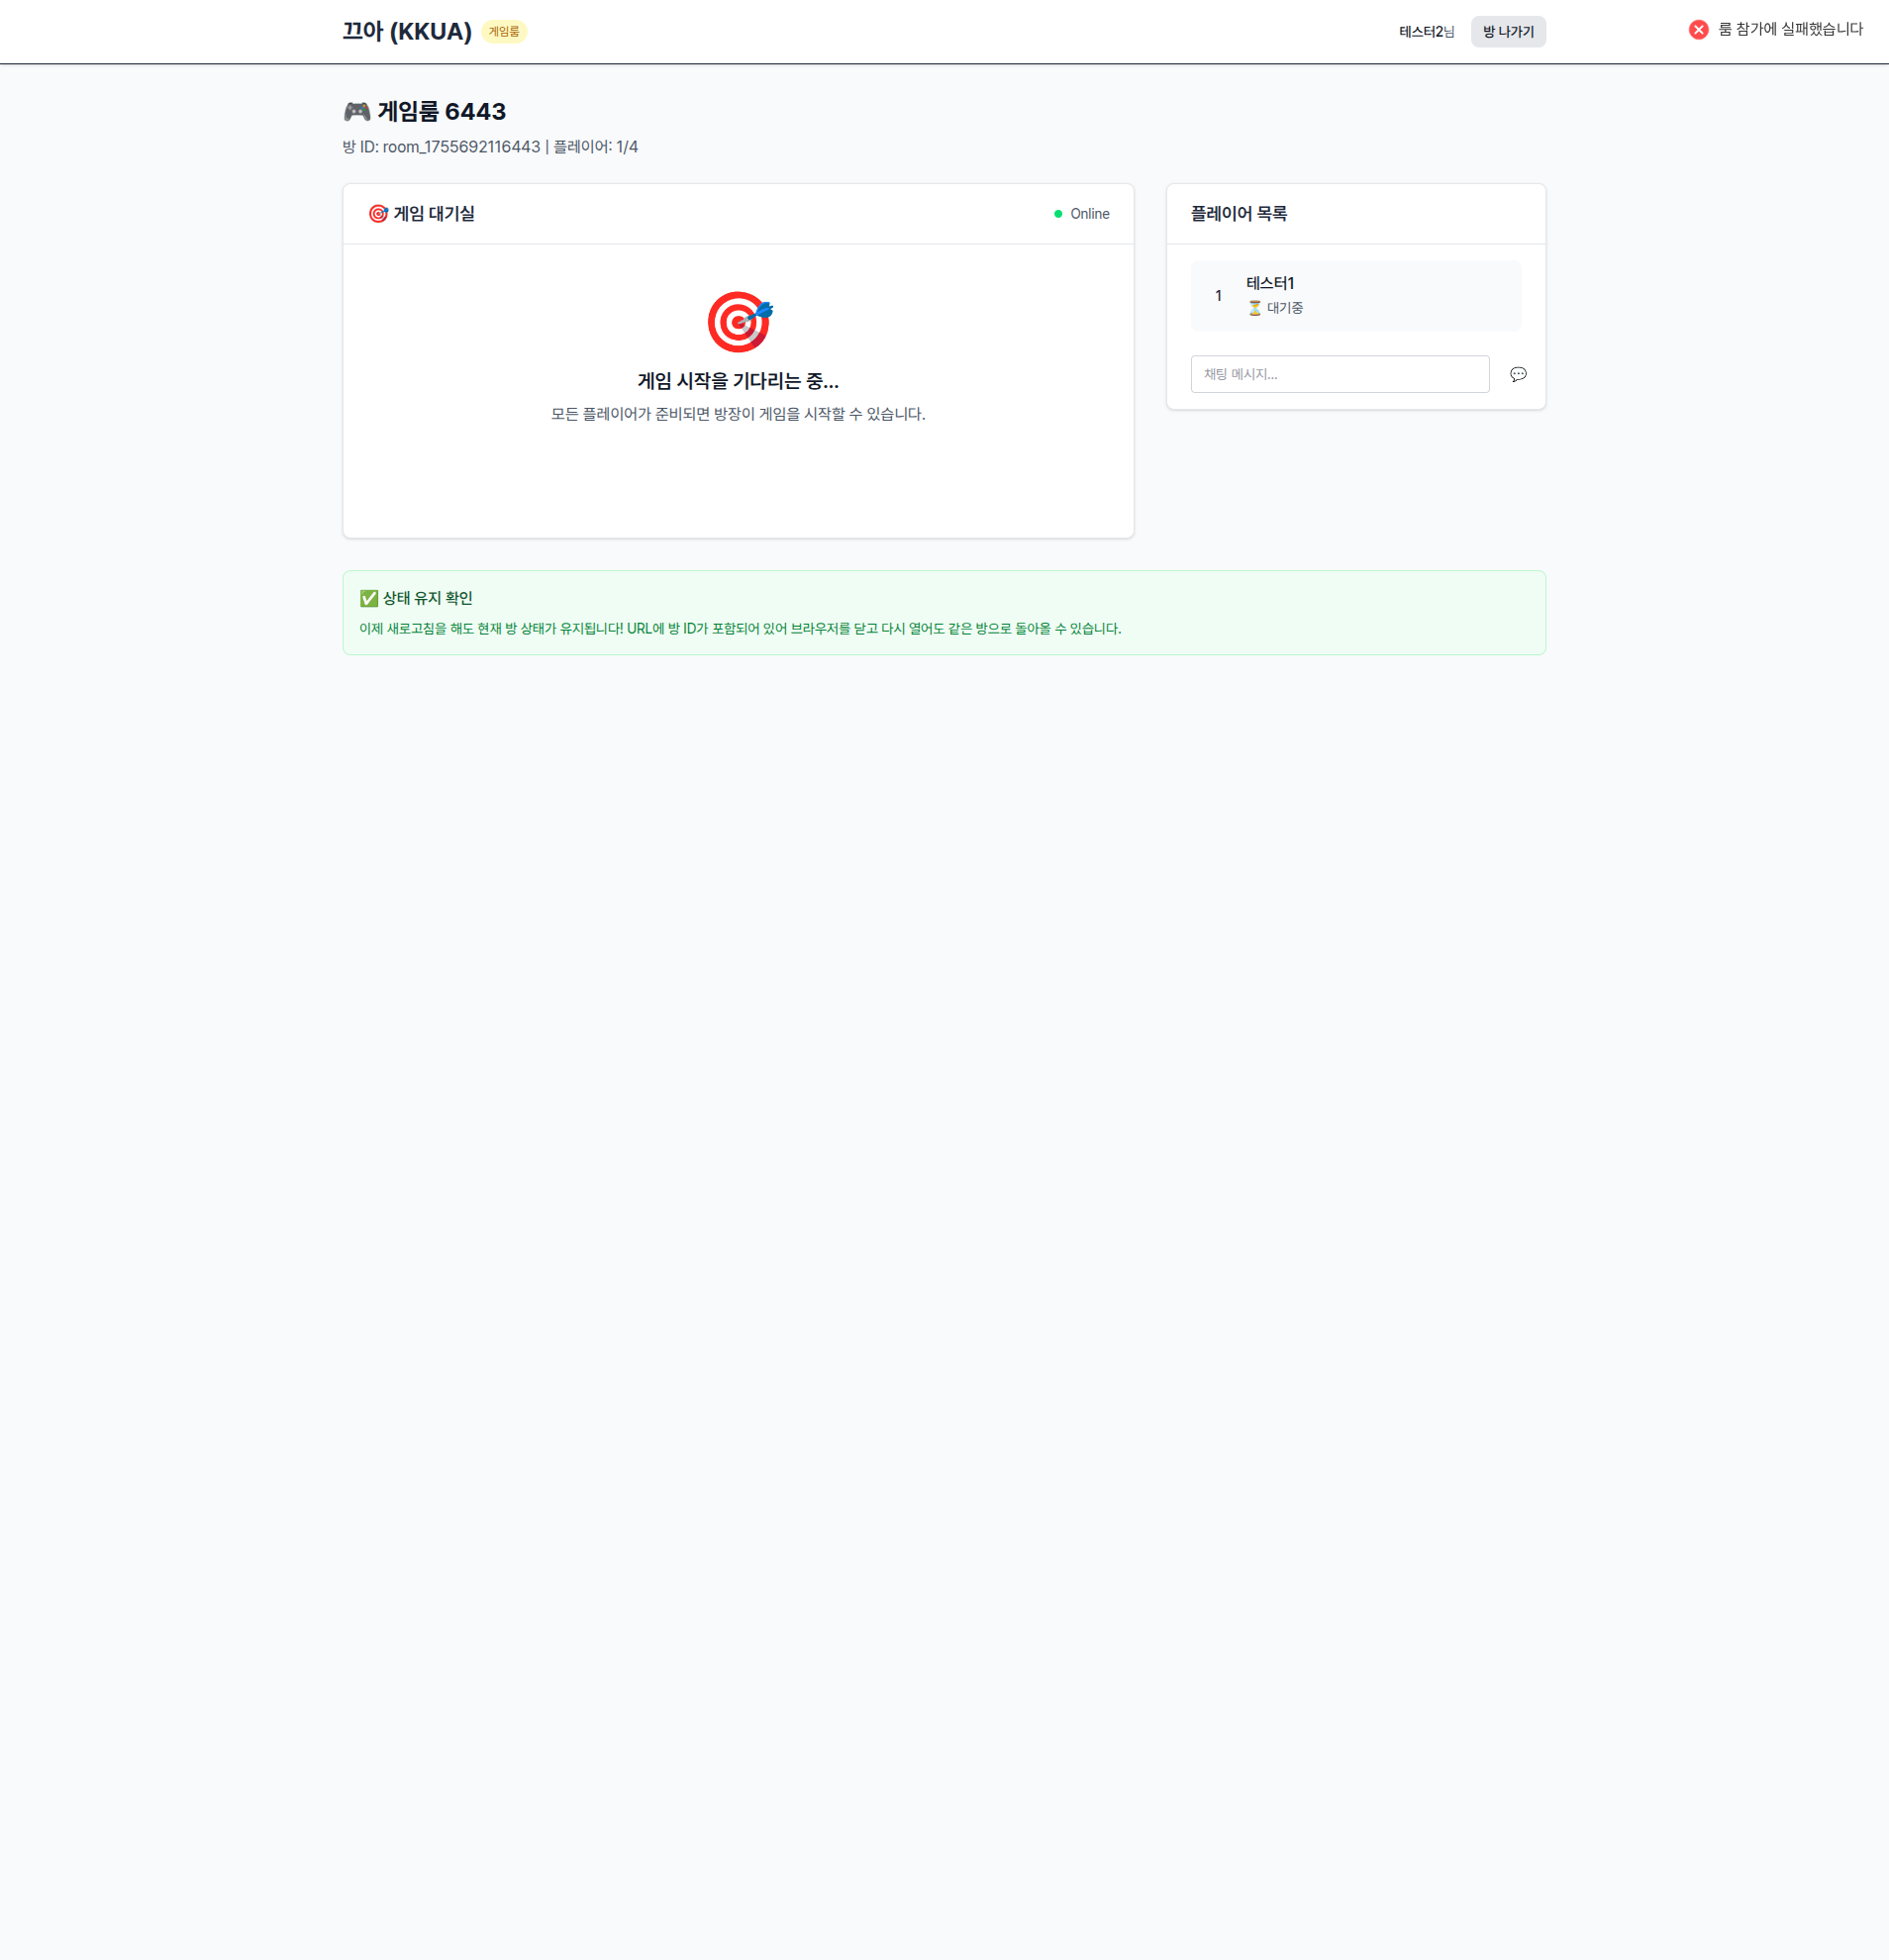 끄아 (KKUA) 게임룸 테스터2님 방 나가기 룸 참가에 실패했습니다
🎮 게임룸 6443
방 ID: room_1755692116443 | 플레이어: 1/4
🎯 게임 대기실 Online
게임 시작을 기다리는 중...
모든 플레이어가 준비되면 방장이 게임을 시작할 수 있습니다.
플레이어 목록
1 테스터1
⏳ 대기중
채팅 메시지... 💬
✅ 상태 유지 확인
이제 새로고침을 해도 현재 방 상태가 유지됩니다! URL에 방 ID가 포함되어 있어 브라우저를 닫고 다시 열어도 같은 방으로 돌아올 수 있습니다.